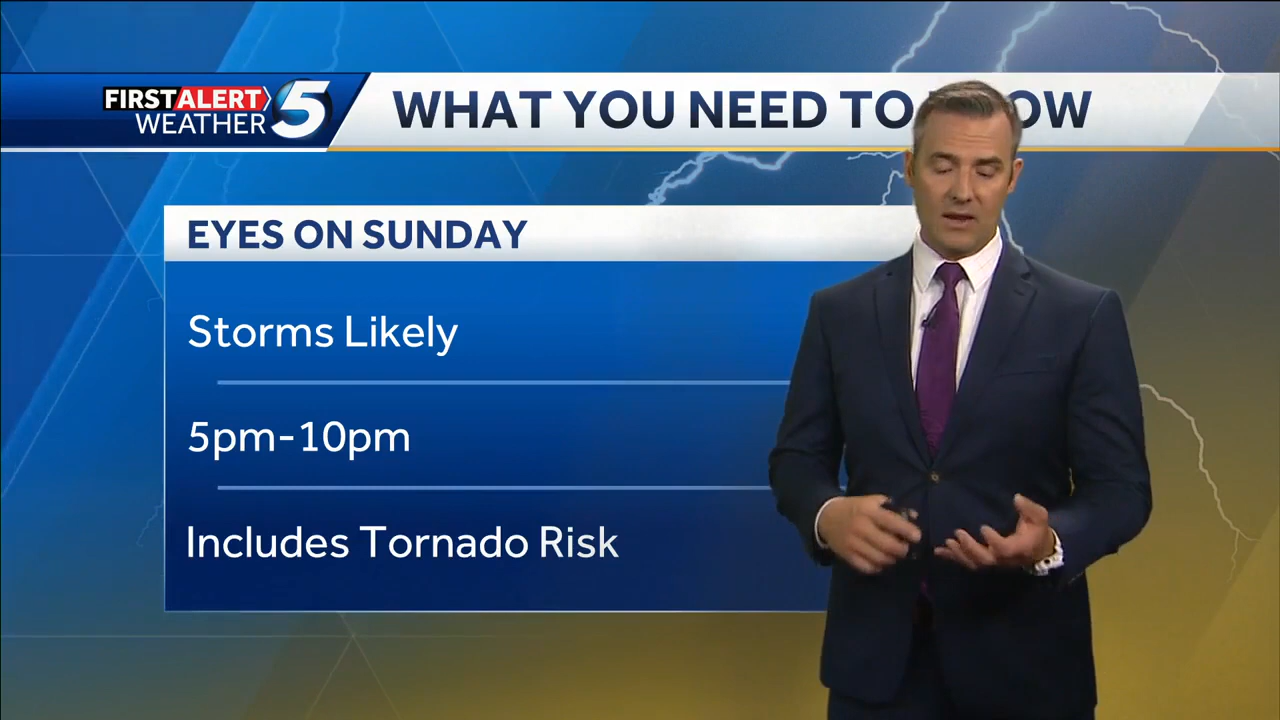 FIRST ALERT
WEATHER 5
WHAT YOU NEED TO OW
EYES ON SUNDAY
Storms Likely
5pm-10pm
Includes Tornado Risk